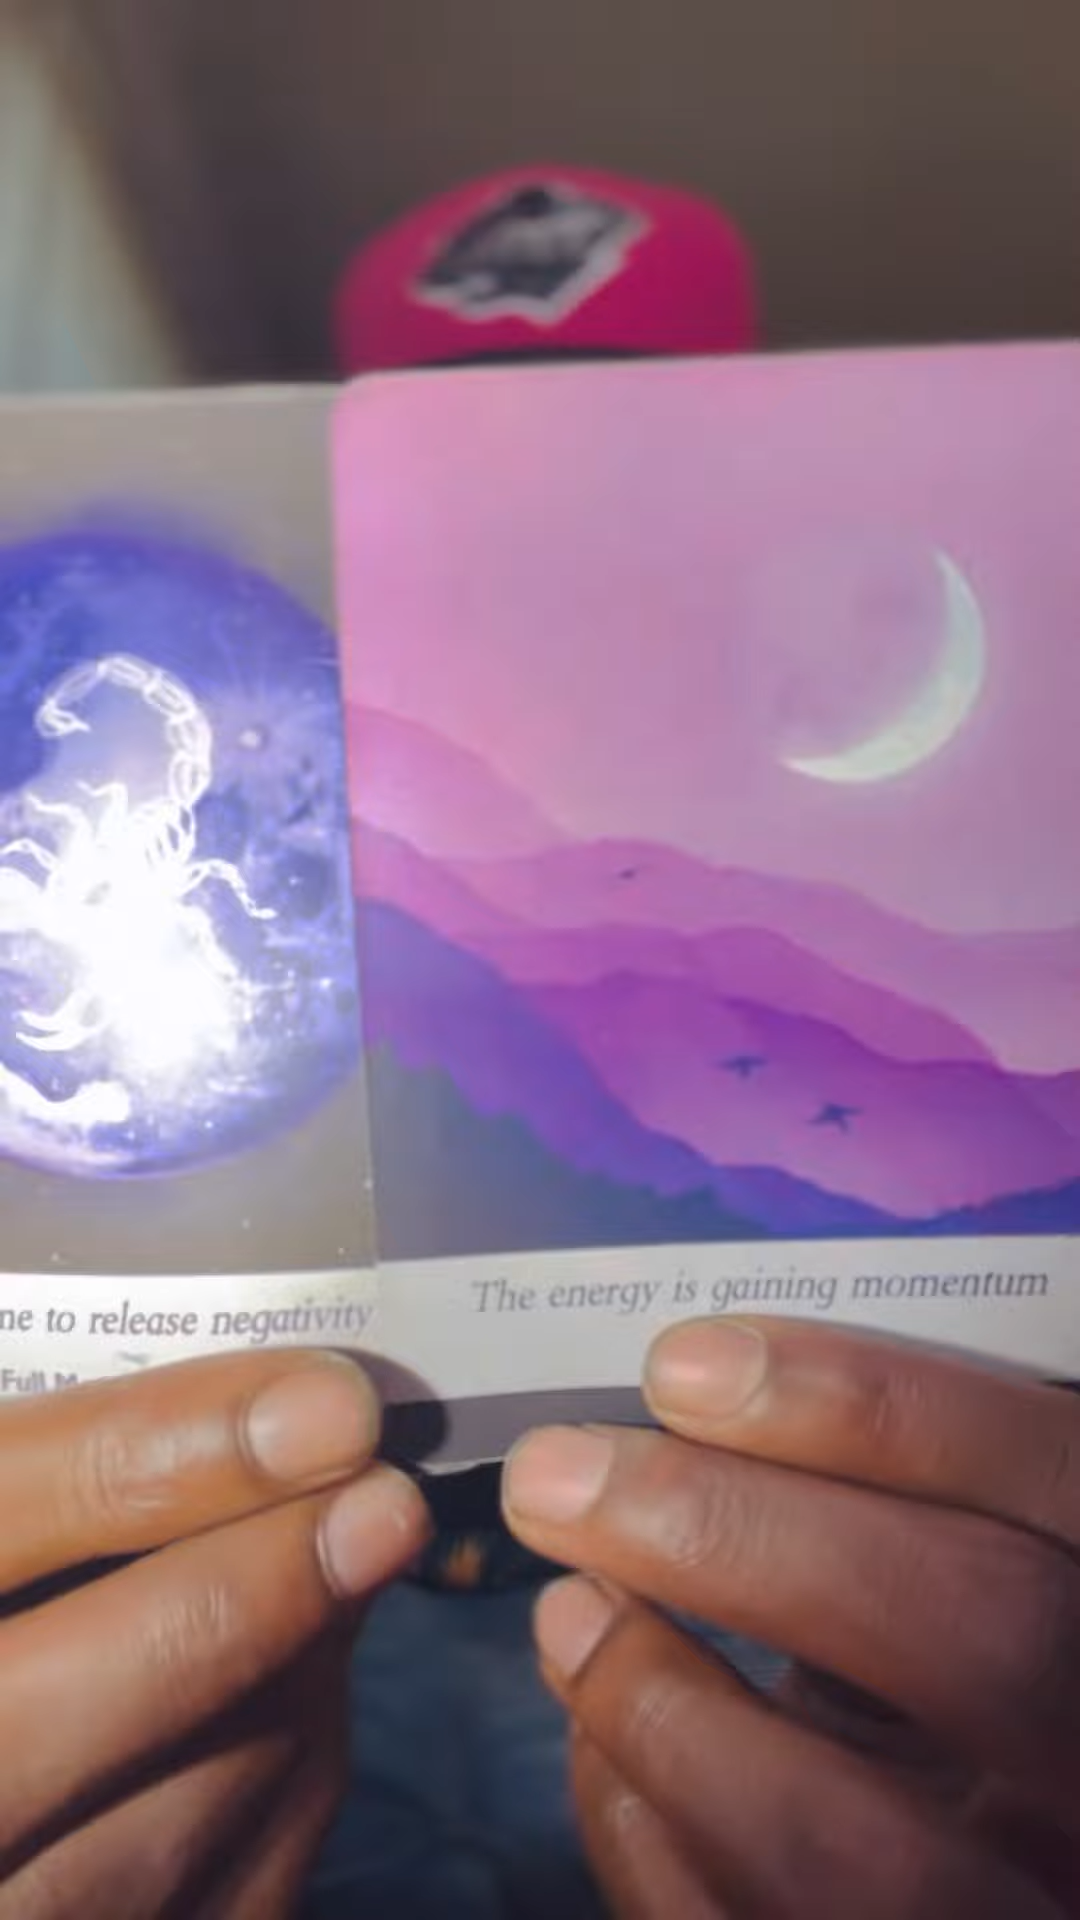 ne to release negativity
Full M
The energy is gaining momentum